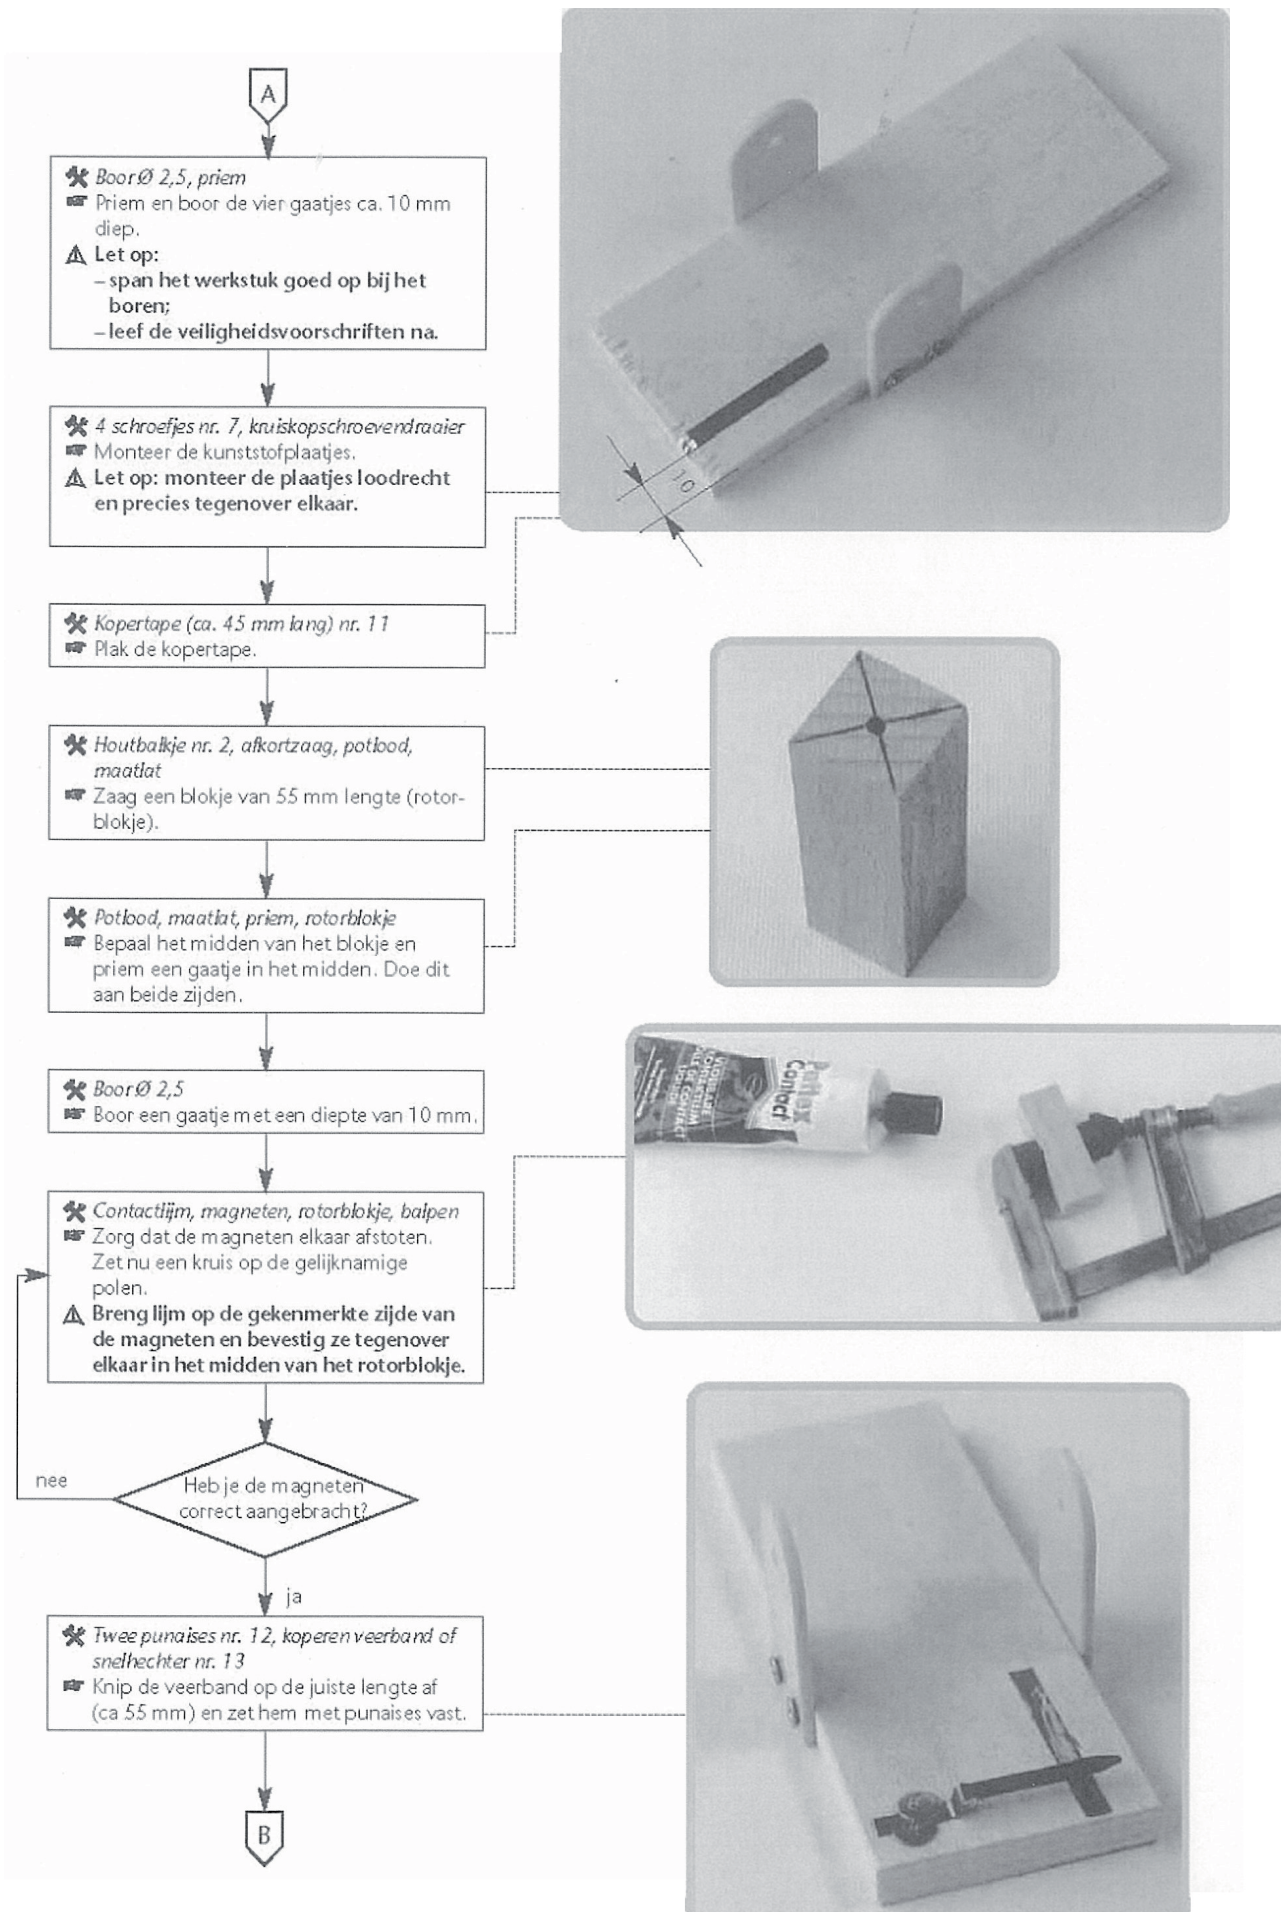 A
Boor Ø 2,5, priem
Priem en boor de vier gaatjes ca. 10 mm
diep.
Let op:
– span het werkstuk goed op bij het
boren;
– leef de veiligheidsvoorschriften na.
4 schroefjes nr. 7, kruiskopschroevendraaier
Monteer de kunststofplaatjes.
Let op: monteer de plaatjes loodrecht
en precies tegenover elkaar.
10
Kopertape (ca. 45 mm lang) nr. 11
Plak de kopertape.
Houtbalkje nr. 2, afkortzaag, potlood,
maatlat
Zaag een blokje van 55 mm lengte (rotor-
blokje).
Potlood, maatlat, priem, rotorblokje
Bepaal het midden van het blokje en
priem een gaatje in het midden. Doe dit
aan beide zijden.
Boor Ø 2,5
Boor een gaatje met een diepte van 10 mm.
Pattex
Contact
Contactlijm, magneten, rotorblokje, balpen
Zorg dat de magneten elkaar afstoten.
Zet nu een kruis op de gelijknamige
polen.
Breng lijm op de gekenmerkte zijde van
de magneten en bevestig ze tegenover
elkaar in het midden van het rotorblokje.
nee
Heb je de magneten
correct aangebracht?
ja
Twee punaises nr. 12, koperen veerband of
snelhechter nr. 13
Knip de veerband op de juiste lengte af
(ca 55 mm) en zet hem met punaises vast.
B